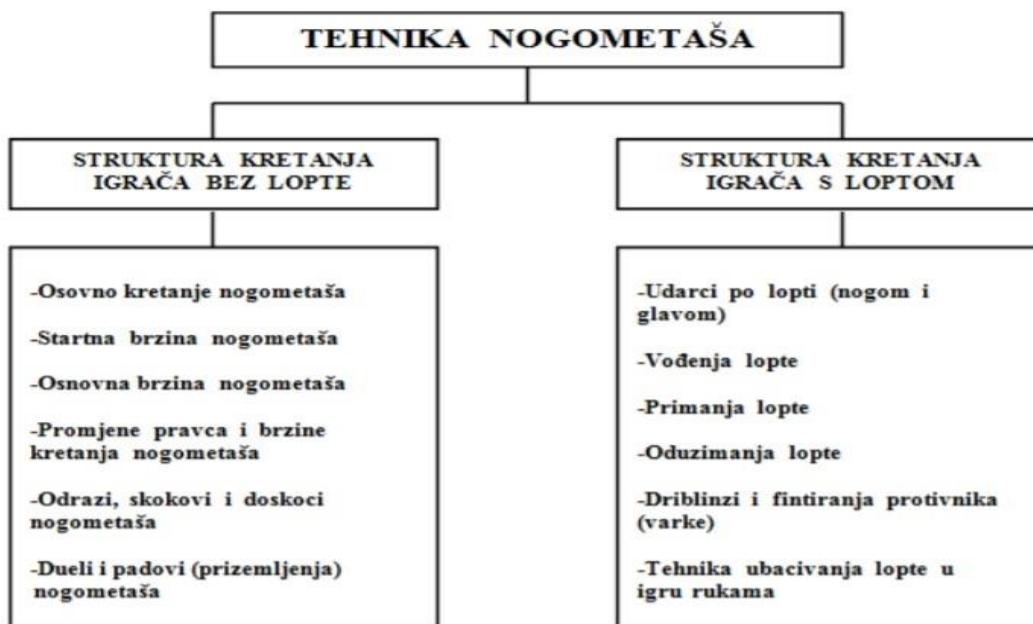 TEHNIKA NOGOMETAŠA
STRUKTURA KRETANJA
IGRAČA BEZ LOPTE
-Osovno kretanje nogometaša
-Startna brzina nogometaša
-Osnovna brzina nogometaša
-Promjene pravca i brzine
kretanja nogometaša
-Odrazi, skokovi i doskoci
nogometaša
-Dueli i padovi (prizemljenja)
nogometaša
STRUKTURA KRETANJA
IGRAČA S LOPTOM
-Udarci po lopti (nogom i
glavom)
-Vođenja lopte
-Primanja lopte
-Oduzimanja lopte
-Driblinzi i fintiranja protivnika
(varke)
-Tehnika ubacivanja lopte u
igru rukama